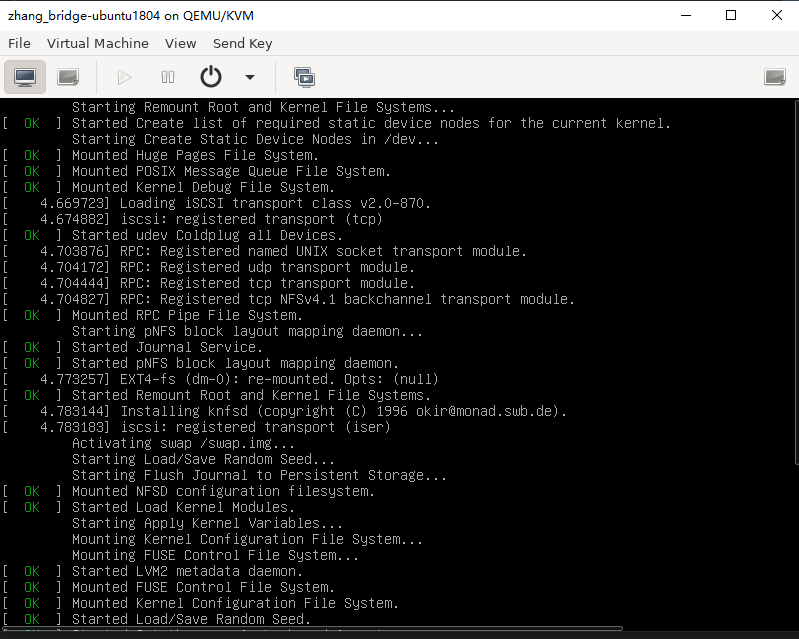 zhang_bridge-ubuntu1804 on QEMU/KVM
File Virtual Machine View Send Key
Starting Remount Root and Kernel File Systems...
[ OK ] Started Create list of required static device nodes for the current kernel.
Starting Create Static Device Nodes in /dev...
[ OK ] Mounted Huge Pages File System.
[ OK ] Mounted POSIX Message Queue File System.
[ OK ] Mounted Kernel Debug File System.
[ 4.669723] Loading iSCSI transport class v2.0-870.
[ 4.674882] iscsi: registered transport (tcp)
[ OK ] Started udev Coldplug all Devices.
[ 4.703876] RPC: Registered named UNIX socket transport module.
[ 4.704172] RPC: Registered udp transport module.
[ 4.704444] RPC: Registered tcp transport module.
[ 4.704827] RPC: Registered tcp NFSv4.1 backchannel transport module.
[ OK ] Mounted RPC Pipe File System.
Starting pNFS block layout mapping daemon...
[ OK ] Started Journal Service.
[ OK ] Started pNFS block layout mapping daemon.
[ 4.773257] EXT4-fs (dm-0): re-mounted. Opts: (null)
[ OK ] Started Remount Root and Kernel File Systems.
[ 4.783144] Installing knfsd (copyright (C) 1996 okir@monad.swb.de).
[ 4.783183] iscsi: registered transport (iser)
Activating swap /swap.img...
Starting Load/Save Random Seed...
Starting Flush Journal to Persistent Storage...
[ OK ] Mounted NFSD configuration filesystem.
[ OK ] Started Load Kernel Modules.
Starting Apply Kernel Variables...
Mounting Kernel Configuration File System...
Mounting FUSE Control File System...
[ OK ] Started LVM2 metadata daemon.
[ OK ] Mounted FUSE Control File System.
[ OK ] Mounted Kernel Configuration File System.
[ OK ] Started Load/Save Random Seed.